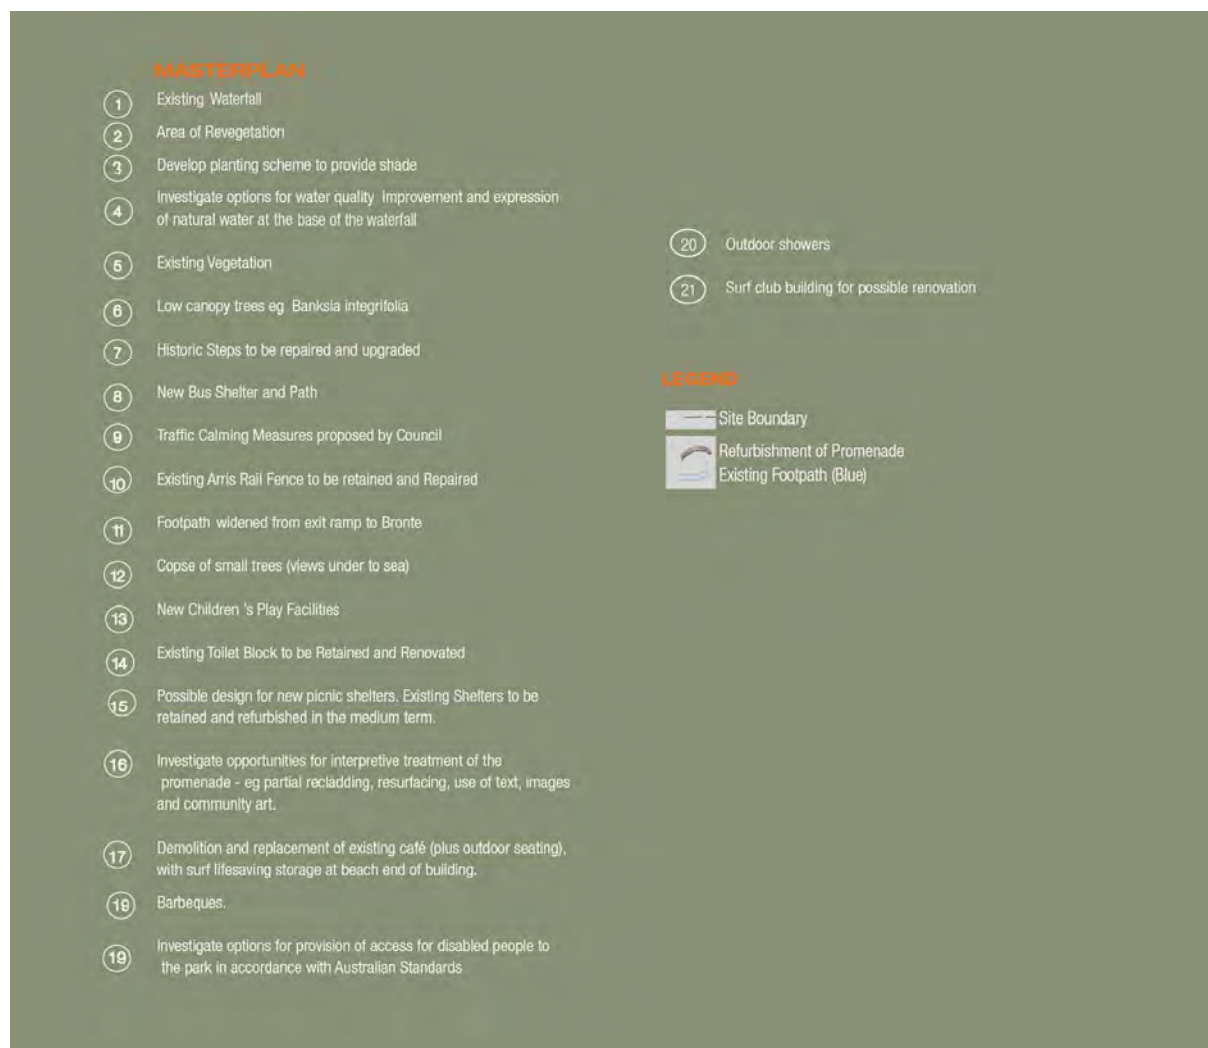 MASTERPLAN
1 Existing Waterfall
2 Area of Revegetation
3 Develop planting scheme to provide shade
4 Investigate options for water quality Improvement and expression
of natural water at the base of the waterfall
5 Existing Vegetation
6 Low canopy trees eg Banksia integrifolia
7 Historic Steps to be repaired and upgraded
8 New Bus Shelter and Path
9 Traffic Calming Measures proposed by Council
10 Existing Arris Rail Fence to be retained and Repaired
11 Footpath widened from exit ramp to Bronte
12 Copse of small trees (views under to sea)
13 New Children 's Play Facilities
14 Existing Toilet Block to be Retained and Renovated
15 Possible design for new picnic shelters. Existing Shelters to be
retained and refurbished in the medium term.
16 Investigate opportunities for interpretive treatment of the
promenade - eg partial recladding, resurfacing, use of text, images
and community art.
17 Demolition and replacement of existing café (plus outdoor seating),
with surf lifesaving storage at beach end of building.
19 Barbeques.
19 Investigate options for provision of access for disabled people to
the park in accordance with Australian Standards
20 Outdoor showers
21 Surf club building for possible renovation
LEGEND
Site Boundary
Refurbishment of Promenade
Existing Footpath (Blue)